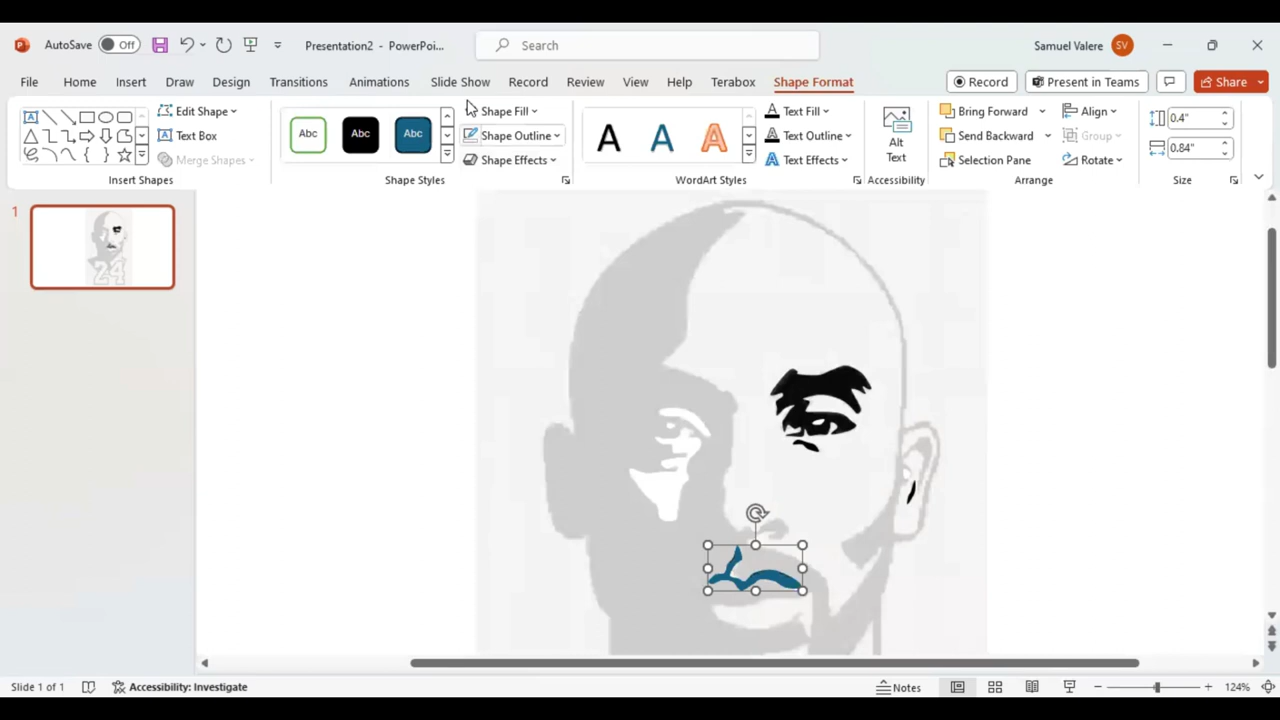 AutoSave Off Presentation2 - PowerPoi... Search Samuel Valere SV
File Home Insert Draw Design Transitions Animations Slide Show Record Review View Help Terabox Shape Format Record Present in Teams Share
Edit Shape Abc Abc Abc Shape Fill A A A Text Fill Bring Forward Align 0.4"
Text Box Shape Outline Text Outline Alt Text Send Backward Group 0.84"
Merge Shapes Shape Effects Text Effects Selection Pane Rotate
Insert Shapes Shape Styles WordArt Styles Accessibility Arrange Size
1
24
Slide 1 of 1 Accessibility: Investigate Notes 124%